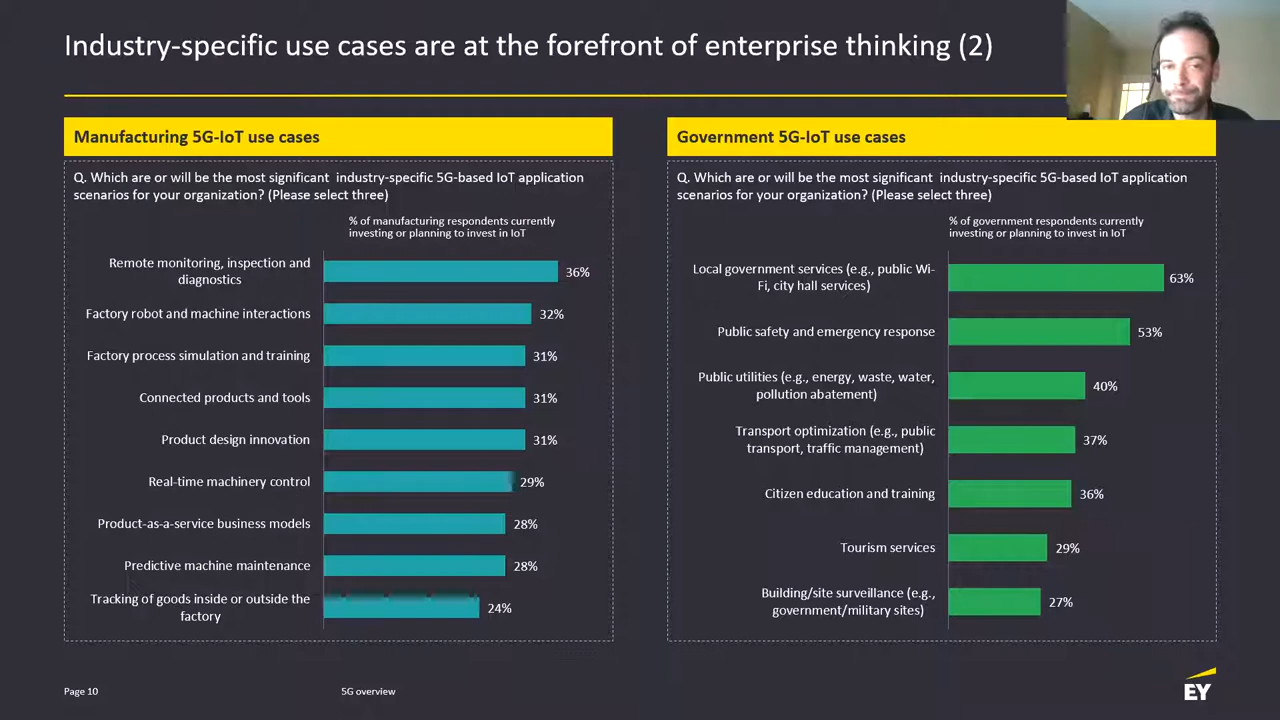 Industry-specific use cases are at the forefront of enterprise thinking (2)
Manufacturing 5G-IoT use cases
Q. Which are or will be the most significant industry-specific 5G-based IoT application
scenarios for your organization? (Please select three)
% of manufacturing respondents currently
investing or planning to invest in IoT
Remote monitoring, inspection and
diagnostics
36%
Factory robot and machine interactions
32%
Factory process simulation and training
31%
Connected products and tools
31%
Product design innovation
31%
Real-time machinery control
29%
Product-as-a-service business models
28%
Predictive machine maintenance
28%
Tracking of goods inside or outside the
factory
24%
Government 5G-IoT use cases
Q. Which are or will be the most significant industry-specific 5G-based IoT application
scenarios for your organization? (Please select three)
% of government respondents currently
investing or planning to invest in IoT
Local government services (e.g., public Wi-
Fi, city hall services)
63%
Public safety and emergency response
53%
Public utilities (e.g., energy, waste, water,
pollution abatement)
40%
Transport optimization (e.g., public
transport, traffic management)
37%
Citizen education and training
36%
Tourism services
29%
Building/site surveillance (e.g.,
government/military sites)
27%
Page 10
5G overview
EY